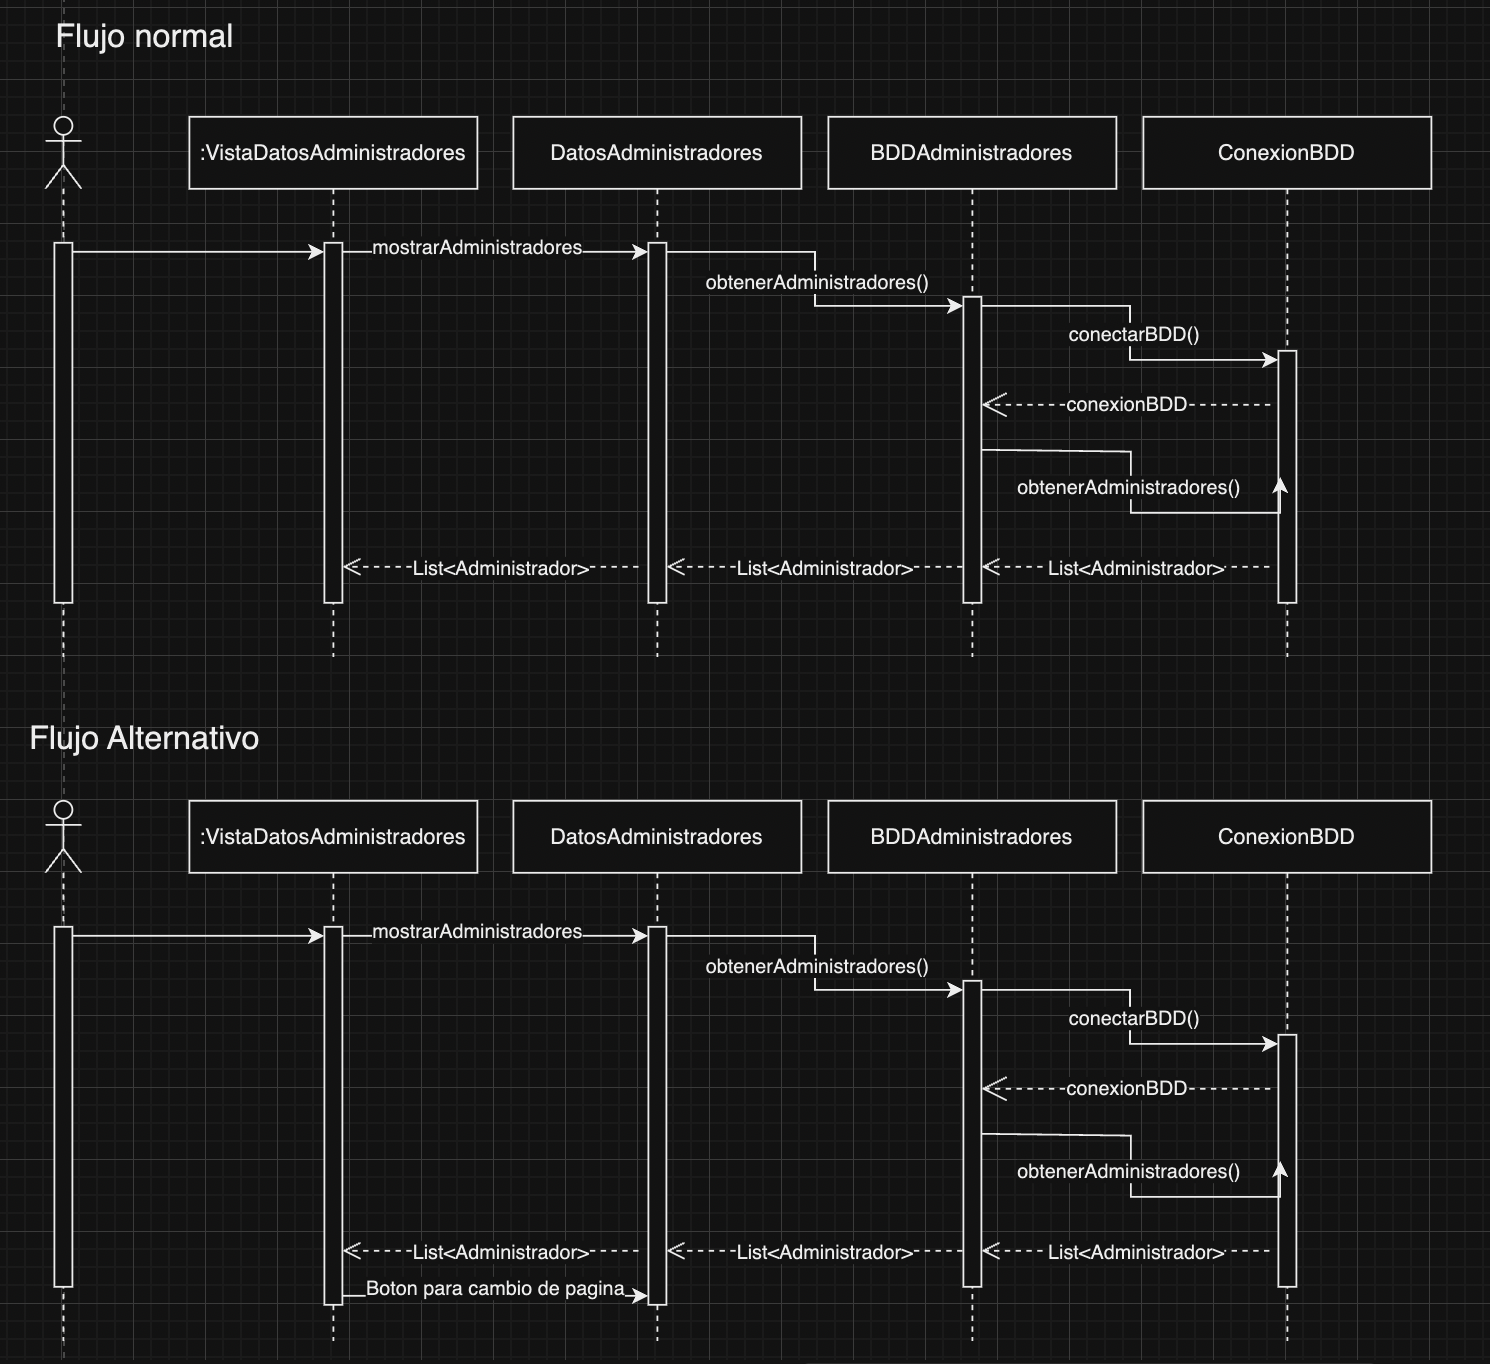 Flujo normal
:VistaDatosAdministradores
DatosAdministradores
BDDAdministradores
ConexionBDD
mostrarAdministradores
obtenerAdministradores()
conectarBDD()
conexionBDD
obtenerAdministradores()
List<Administrador>
List<Administrador>
List<Administrador>
Flujo Alternativo
:VistaDatosAdministradores
DatosAdministradores
BDDAdministradores
ConexionBDD
mostrarAdministradores
obtenerAdministradores()
conectarBDD()
conexionBDD
obtenerAdministradores()
List<Administrador>
List<Administrador>
List<Administrador>
Boton para cambio de pagina